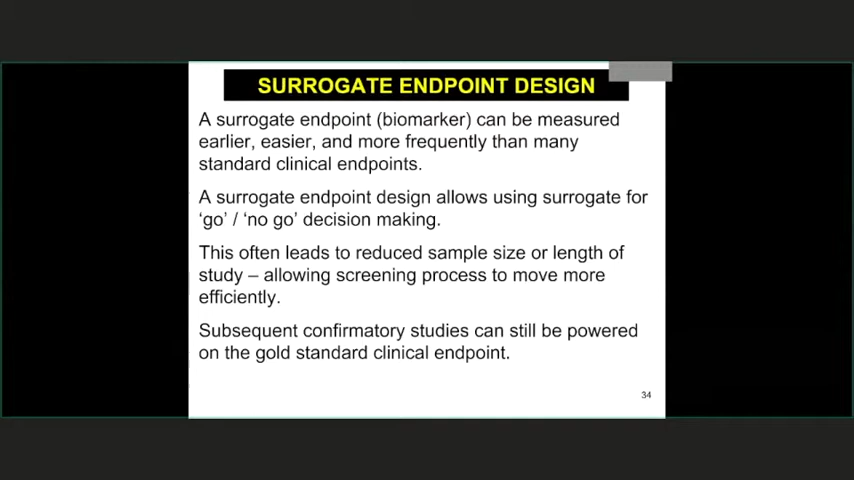 SURROGATE ENDPOINT DESIGN
A surrogate endpoint (biomarker) can be measured
earlier, easier, and more frequently than many
standard clinical endpoints.
A surrogate endpoint design allows using surrogate for
‘go’ / ‘no go’ decision making.
This often leads to reduced sample size or length of
study – allowing screening process to move more
efficiently.
Subsequent confirmatory studies can still be powered
on the gold standard clinical endpoint.
34